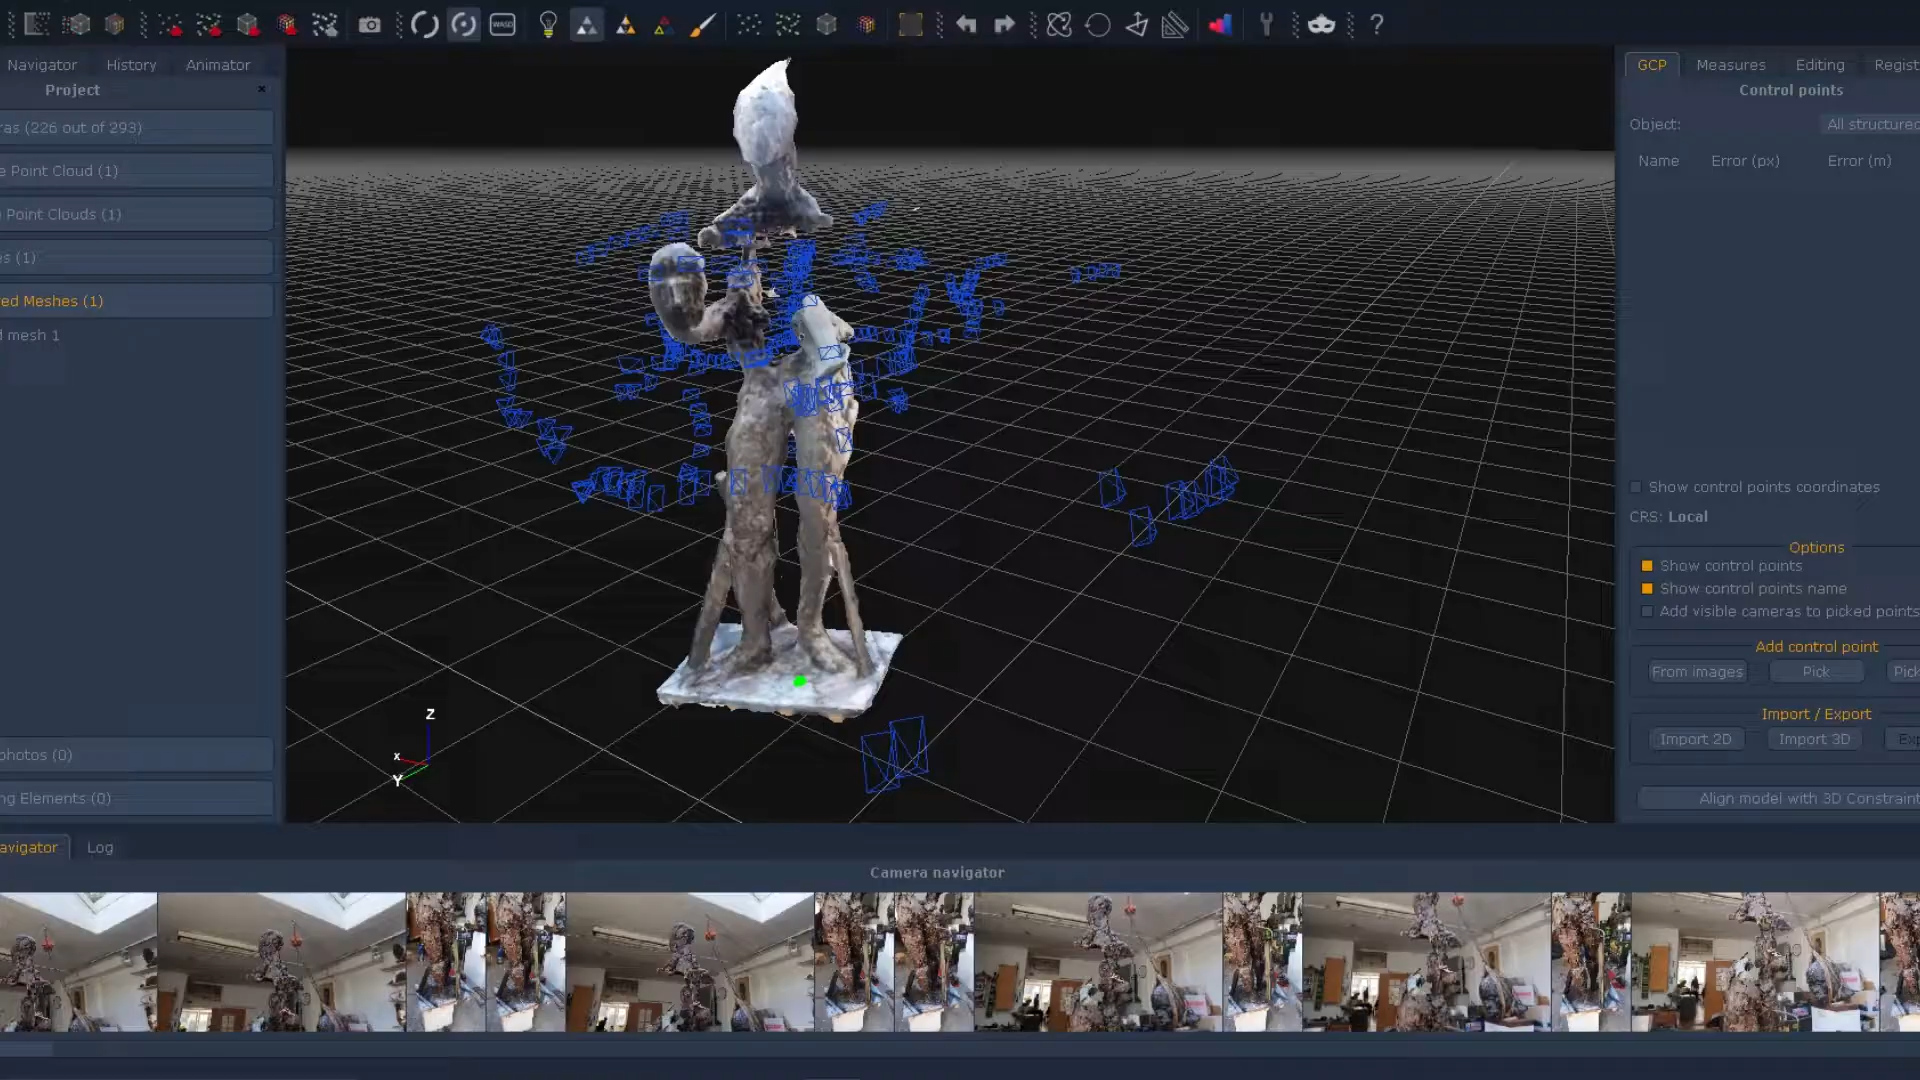 WASD
?
Navigator History Animator
Project
ras (226 out of 293)
e Point Cloud (1)
Point Clouds (1)
es (1)
ed Meshes (1)
d mesh 1
photos (0)
ng Elements (0)
Z
x
Y
GCP Measures Editing Regist
Control points
Object: All structured
Name Error (px) Error (m)
Show control points coordinates
CRS: Local
Options
Show control points
Show control points name
Add visible cameras to picked points
Add control point
From images Pick Pick
Import / Export
Import 2D Import 3D Exp
Align model with 3D Constraint
avigator Log
Camera navigator